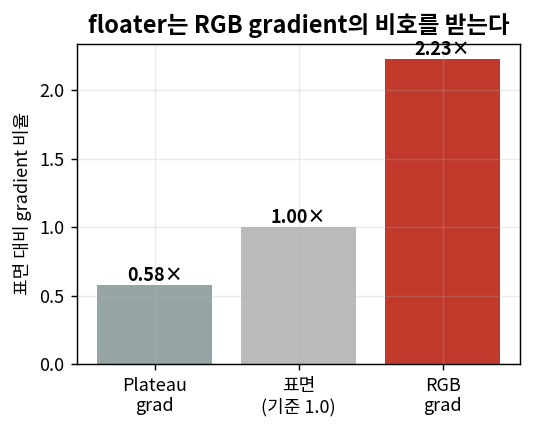 floater는 RGB gradient의 비호를 받는다
표면 대비 gradient 비율
2.0
1.5
1.0
0.5
0.0
0.58×
1.00×
2.23×
Plateau
grad
표면
(기준 1.0)
RGB
grad